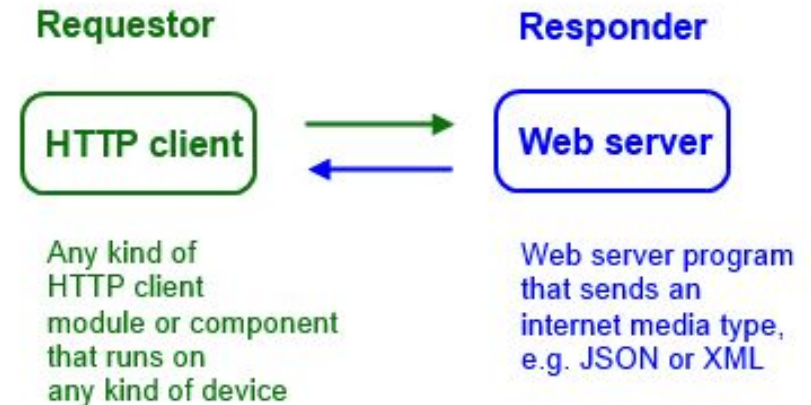 Requestor
HTTP client
Any kind of
HTTP client
module or component
that runs on
any kind of device
Responder
Web server
Web server program
that sends an
internet media type,
e.g. JSON or XML